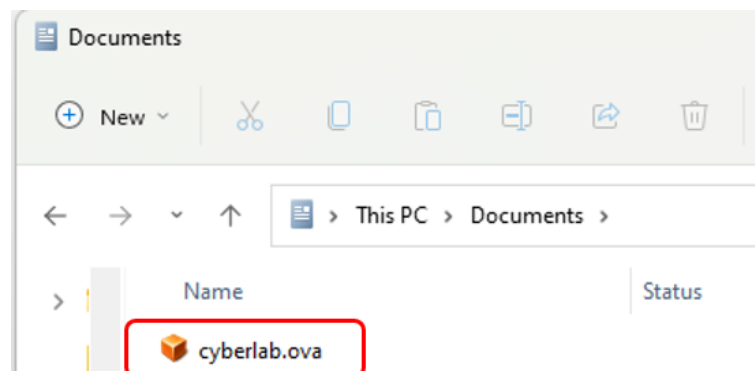 Documents
New
This PC > Documents >
Name Status
cyberlab.ova